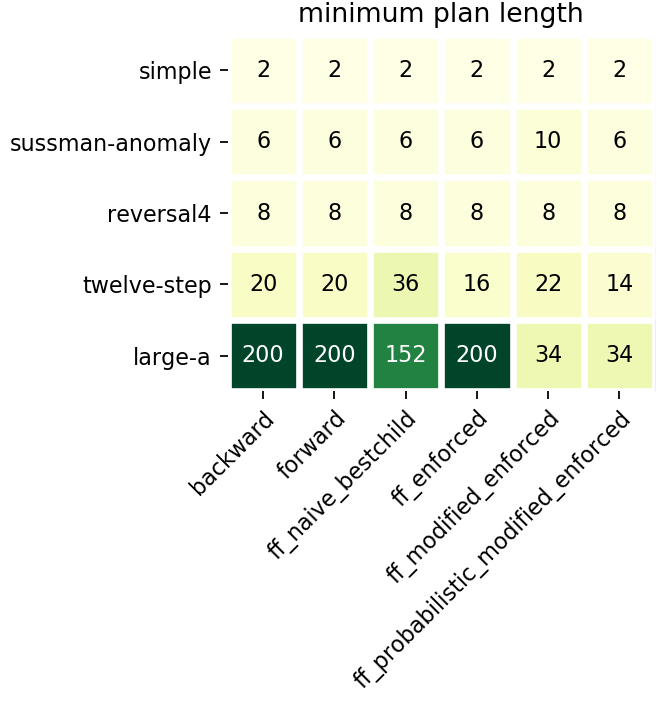 minimum plan length
simple 2 2 2 2 2 2
sussman-anomaly 6 6 6 6 10 6
reversal4 8 8 8 8 8 8
twelve-step 20 20 36 16 22 14
large-a 200 200 152 200 34 34
backward
forward
ff_naive_bestchild
ff_enforced
ff_modified_enforced
ff_probabilistic_modified_enforced